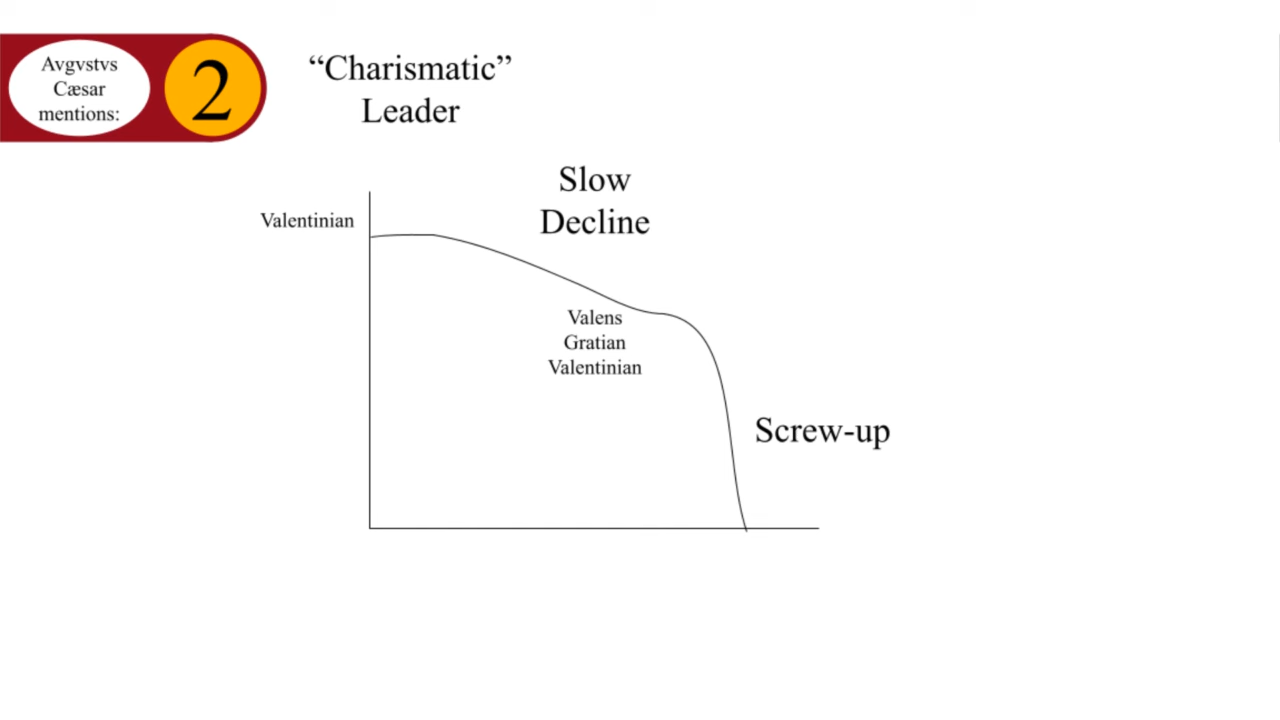 Avgvstvs
Cæsar
mentions:
2
“Charismatic”
Leader
Slow
Decline
Valentinian
Valens
Gratian
Valentinian
Screw-up